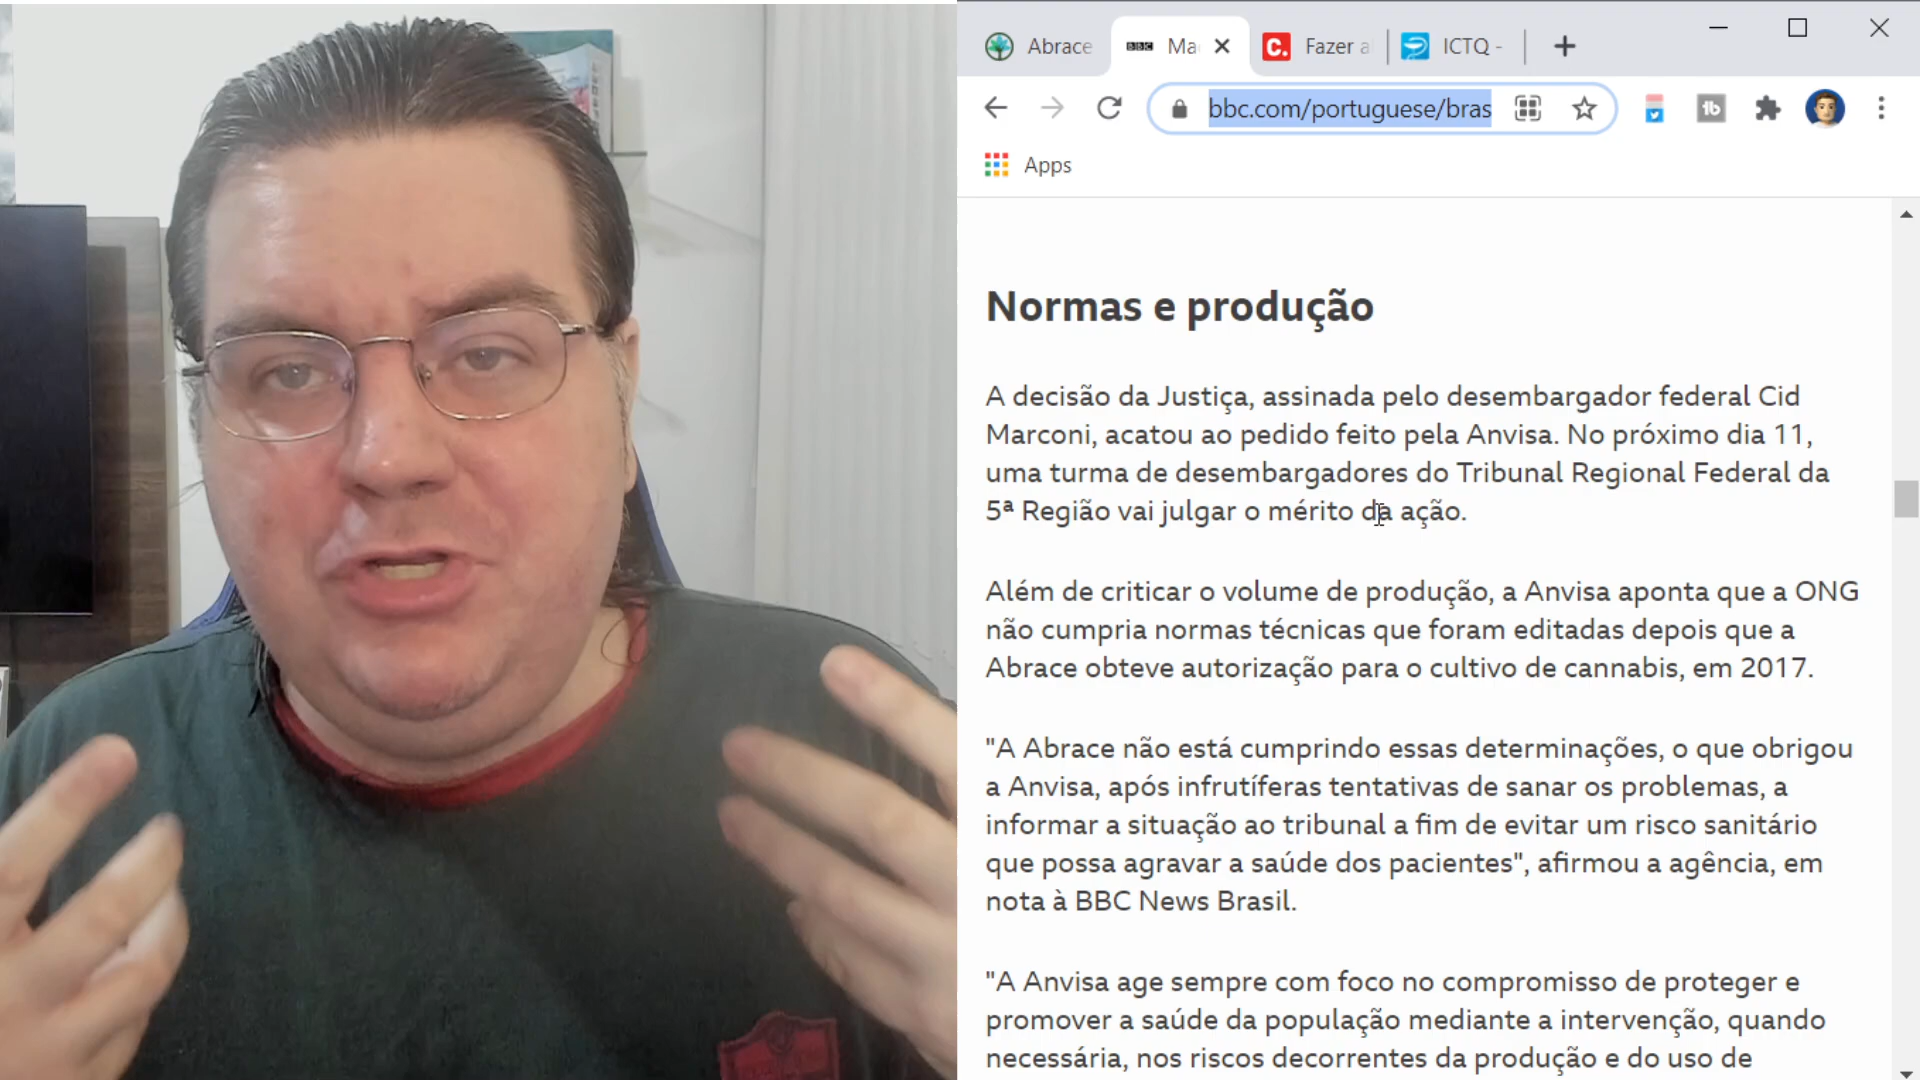 Abrace
BBC Ma
Fazer a
ICTQ -
bbc.com/portuguese/bras
Apps
Normas e produção
A decisão da Justiça, assinada pelo desembargador federal Cid
Marconi, acatou ao pedido feito pela Anvisa. No próximo dia 11,
uma turma de desembargadores do Tribunal Regional Federal da
5ª Região vai julgar o mérito da ação.
Além de criticar o volume de produção, a Anvisa aponta que a ONG
não cumpria normas técnicas que foram editadas depois que a
Abrace obteve autorização para o cultivo de cannabis, em 2017.
"A Abrace não está cumprindo essas determinações, o que obrigou
a Anvisa, após infrutíferas tentativas de sanar os problemas, a
informar a situação ao tribunal a fim de evitar um risco sanitário
que possa agravar a saúde dos pacientes", afirmou a agência, em
nota à BBC News Brasil.
"A Anvisa age sempre com foco no compromisso de proteger e
promover a saúde da população mediante a intervenção, quando
necessária, nos riscos decorrentes da produção e do uso de